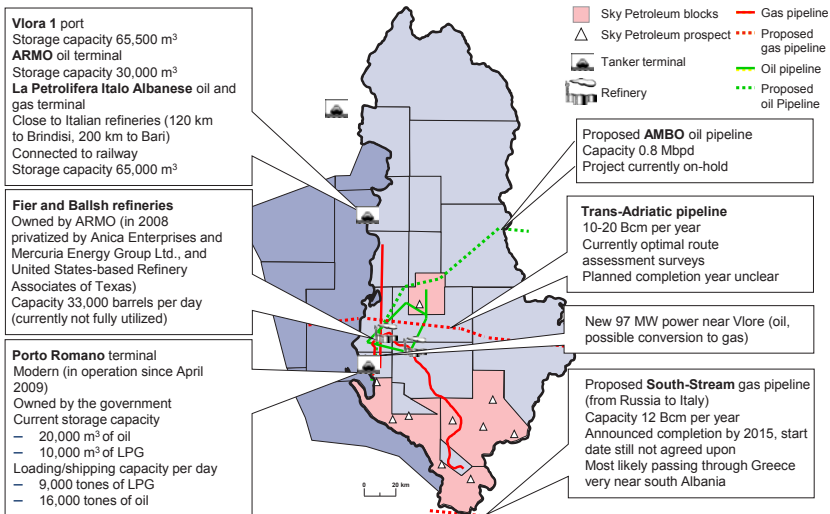 Vlora 1 port
Storage capacity 65,500 m³
ARMO oil terminal
Storage capacity 30,000 m³
La Petrolifera Italo Albanese oil and
gas terminal
Close to Italian refineries (120 km
to Brindisi, 200 km to Bari)
Connected to railway
Storage capacity 65,000 m³
Fier and Ballsh refineries
Owned by ARMO (in 2008
privatized by Anica Enterprises and
Mercuria Energy Group Ltd., and
United States-based Refinery
Associates of Texas)
Capacity 33,000 barrels per day
(currently not fully utilized)
Porto Romano terminal
Modern (in operation since April
2009)
Owned by the government
Current storage capacity
– 20,000 m³ of oil
– 10,000 m³ of LPG
Loading/shipping capacity per day
– 9,000 tones of LPG
– 16,000 tones of oil
0 20 km
Sky Petroleum blocks
Sky Petroleum prospect
Tanker terminal
Refinery
Gas pipeline
Proposed
gas pipeline
Oil pipeline
Proposed
oil Pipeline
Proposed AMBO oil pipeline
Capacity 0.8 Mbpd
Project currently on-hold
Trans-Adriatic pipeline
10-20 Bcm per year
Currently optimal route
assessment surveys
Planned completion year unclear
New 97 MW power near Vlore (oil,
possible conversion to gas)
Proposed South-Stream gas pipeline
(from Russia to Italy)
Capacity 12 Bcm per year
Announced completion by 2015, start
date still not agreed upon
Most likely passing through Greece
very near south Albania